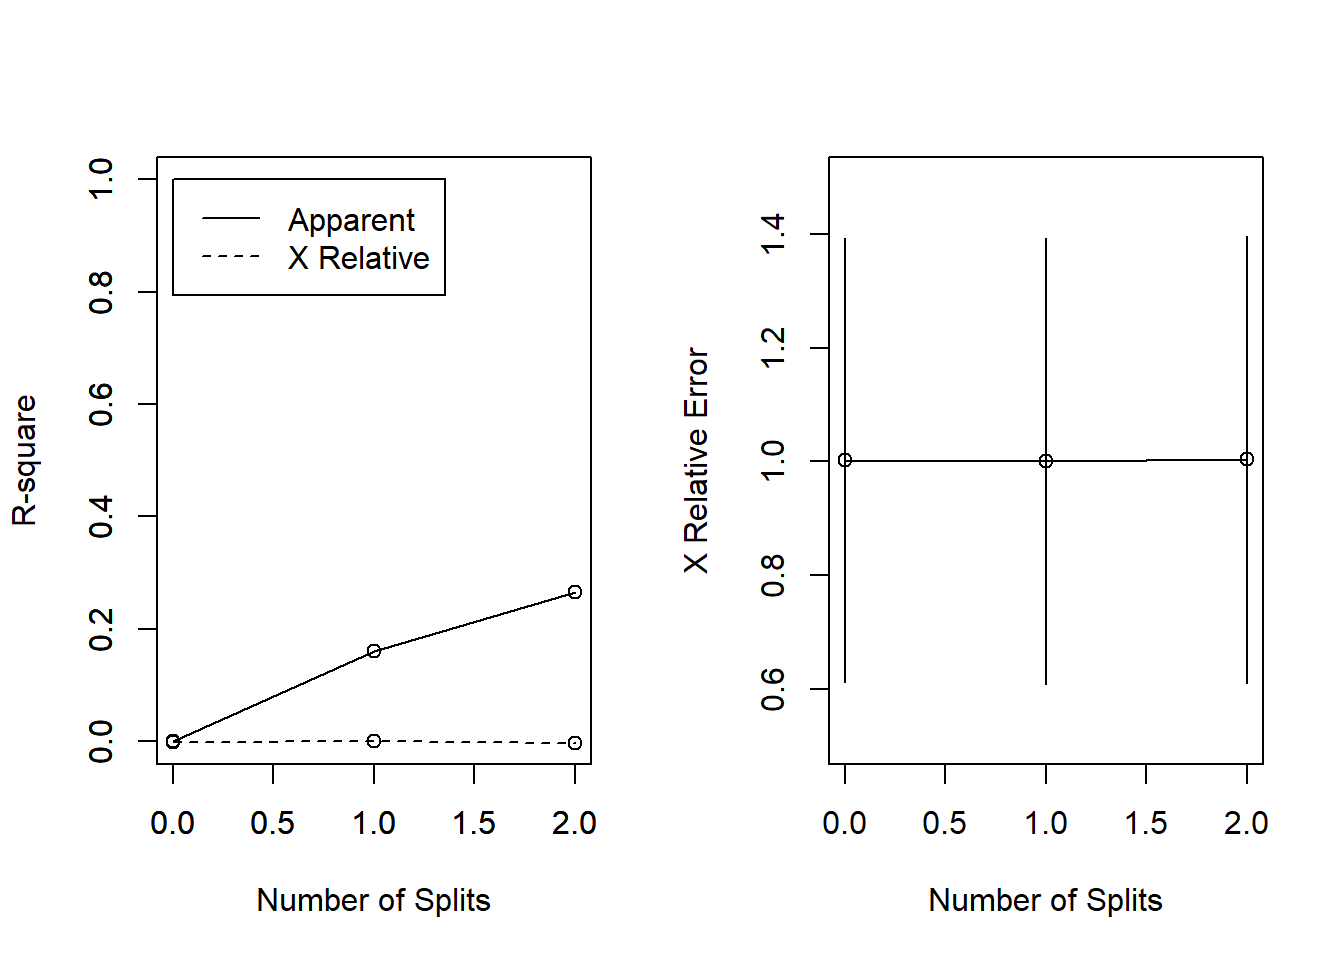 R-square
1.0
0.8
0.6
0.4
0.2
0.0
Apparent
X Relative
0.0 0.5 1.0 1.5 2.0
Number of Splits
X Relative Error
1.4
1.2
1.0
0.8
0.6
0.0 0.5 1.0 1.5 2.0
Number of Splits